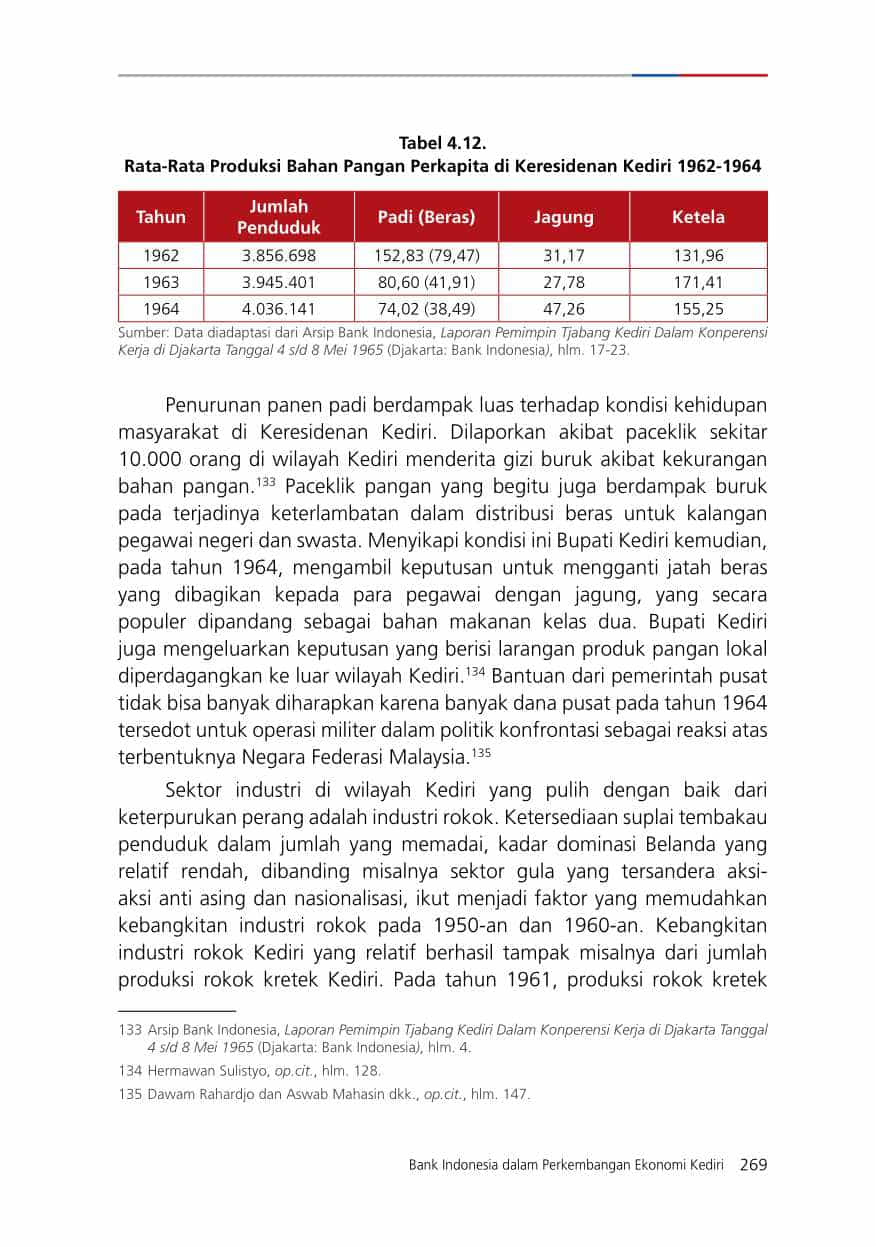 Tabel 4.12.
Rata-Rata Produksi Bahan Pangan Perkapita di Keresidenan Kediri 1962-1964
Tahun Jumlah Penduduk Padi (Beras) Jagung Ketela
1962 3.856.698 152,83 (79,47) 31,17 131,96
1963 3.945.401 80,60 (41,91) 27,78 171,41
1964 4.036.141 74,02 (38,49) 47,26 155,25
Sumber: Data diadaptasi dari Arsip Bank Indonesia, Laporan Pemimpin Tjabang Kediri Dalam Konperensi
Kerja di Djakarta Tanggal 4 s/d 8 Mei 1965 (Djakarta: Bank Indonesia), hlm. 17-23.
Penurunan panen padi berdampak luas terhadap kondisi kehidupan
masyarakat di Keresidenan Kediri. Dilaporkan akibat paceklik sekitar
10.000 orang di wilayah Kediri menderita gizi buruk akibat kekurangan
bahan pangan.133 Paceklik pangan yang begitu juga berdampak buruk
pada terjadinya keterlambatan dalam distribusi beras untuk kalangan
pegawai negeri dan swasta. Menyikapi kondisi ini Bupati Kediri kemudian,
pada tahun 1964, mengambil keputusan untuk mengganti jatah beras
yang dibagikan kepada para pegawai dengan jagung, yang secara
populer dipandang sebagai bahan makanan kelas dua. Bupati Kediri
juga mengeluarkan keputusan yang berisi larangan produk pangan lokal
diperdagangkan ke luar wilayah Kediri.134 Bantuan dari pemerintah pusat
tidak bisa banyak diharapkan karena banyak dana pusat pada tahun 1964
tersedot untuk operasi militer dalam politik konfrontasi sebagai reaksi atas
terbentuknya Negara Federasi Malaysia.135
Sektor industri di wilayah Kediri yang pulih dengan baik dari
keterpurukan perang adalah industri rokok. Ketersediaan suplai tembakau
penduduk dalam jumlah yang memadai, kadar dominasi Belanda yang
relatif rendah, dibanding misalnya sektor gula yang tersandera aksi-
aksi anti asing dan nasionalisasi, ikut menjadi faktor yang memudahkan
kebangkitan industri rokok pada 1950-an dan 1960-an. Kebangkitan
industri rokok Kediri yang relatif berhasil tampak misalnya dari jumlah
produksi rokok kretek Kediri. Pada tahun 1961, produksi rokok kretek
133 Arsip Bank Indonesia, Laporan Pemimpin Tjabang Kediri Dalam Konperensi Kerja di Djakarta Tanggal
4 s/d 8 Mei 1965 (Djakarta: Bank Indonesia), hlm. 4.
134 Hermawan Sulistyo, op.cit., hlm. 128.
135 Dawam Rahardjo dan Aswab Mahasin dkk., op.cit., hlm. 147.
Bank Indonesia dalam Perkembangan Ekonomi Kediri 269